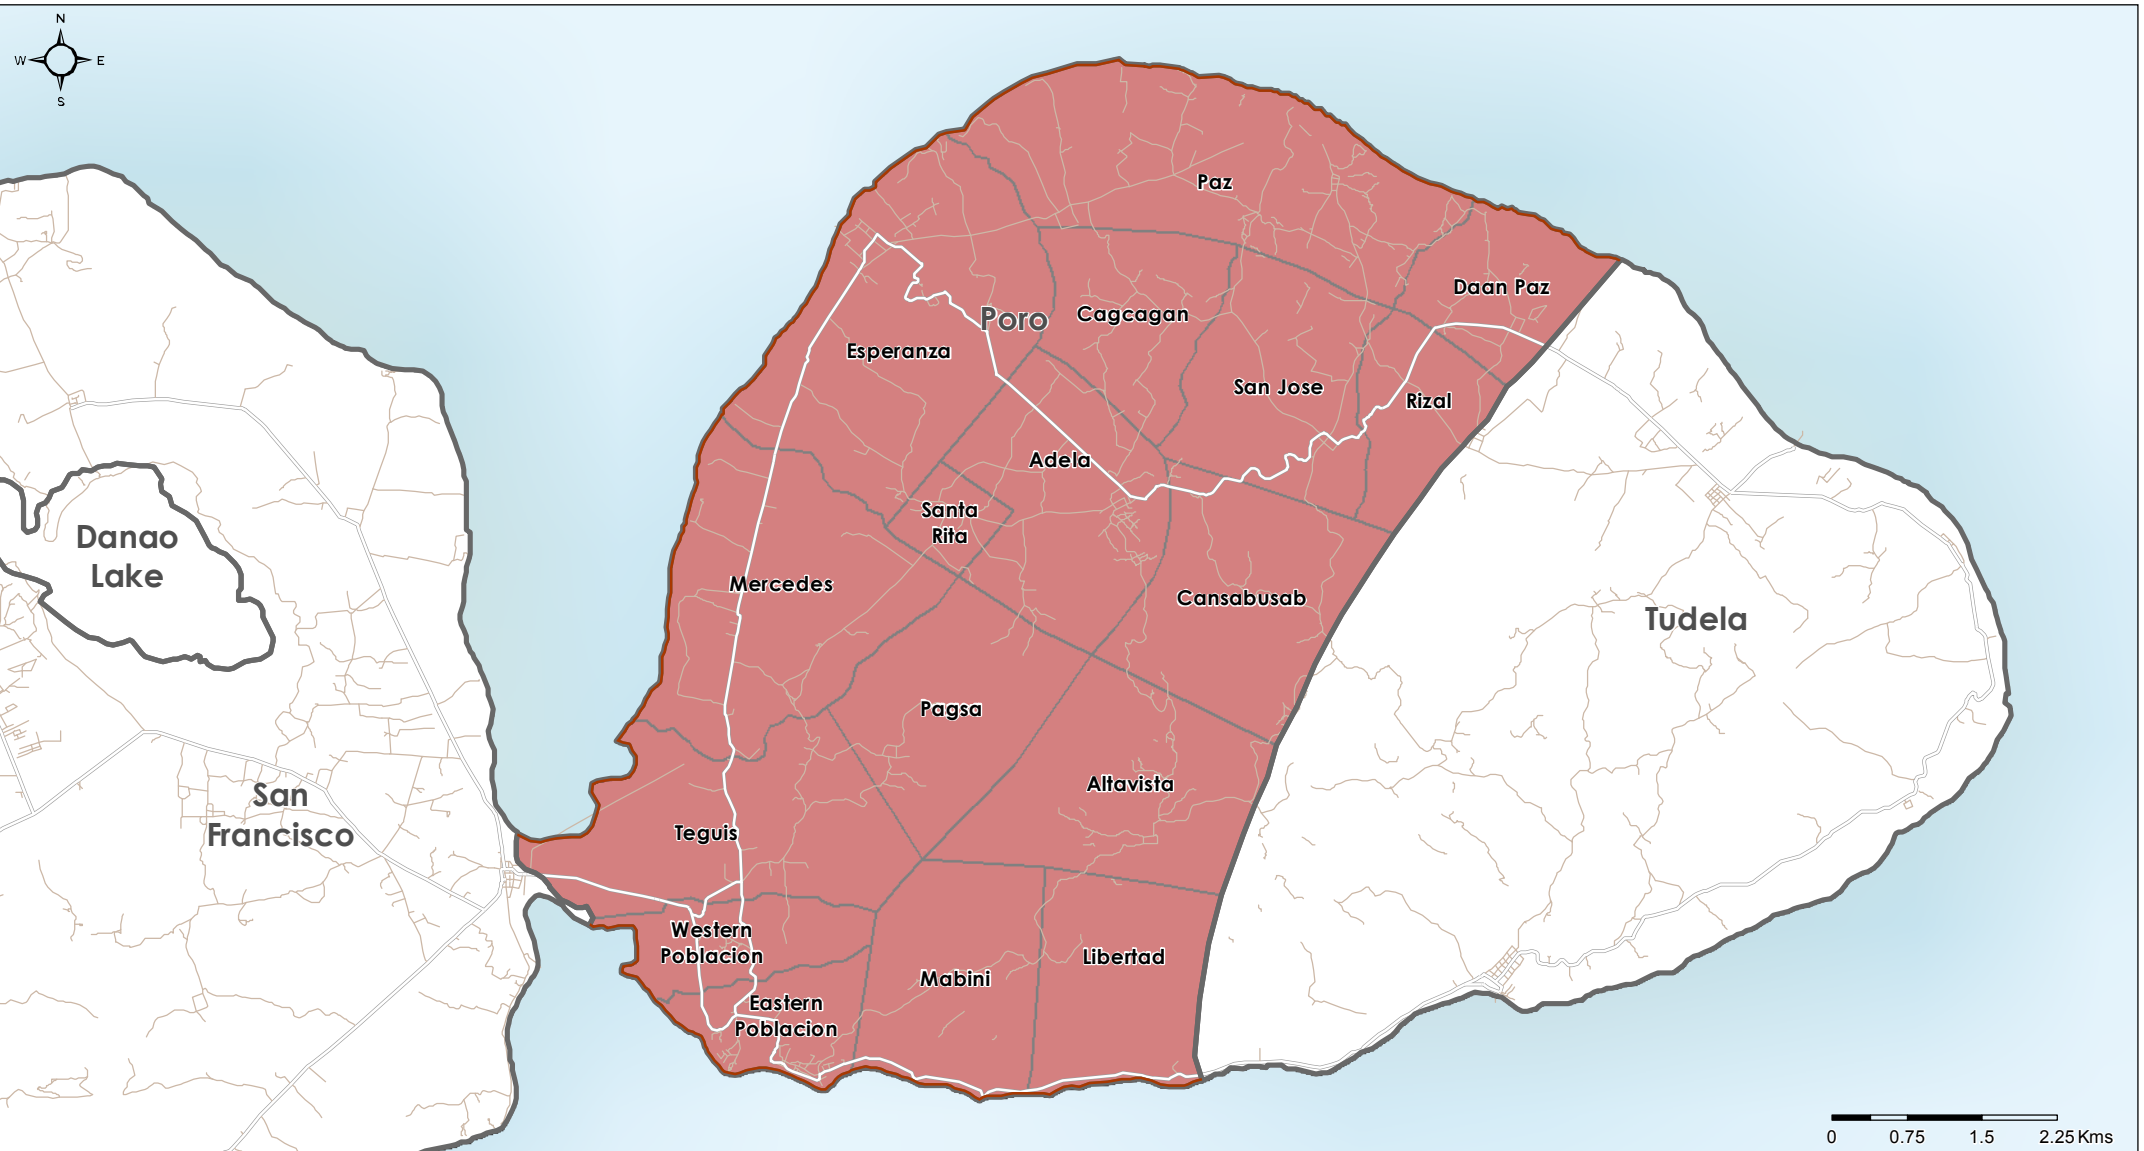 N
W
E
S
Paz
Daan Paz
Poro
Cagcagan
Esperanza
San Jose
Rizal
Adela
Santa
Rita
Danao
Lake
Mercedes
Cansabusab
Tudela
Pagsa
Altavista
San
Francisco
Teguis
Western
Poblacion
Libertad
Mabini
Eastern
Poblacion
0 0.75 1.5 2.25 Kms